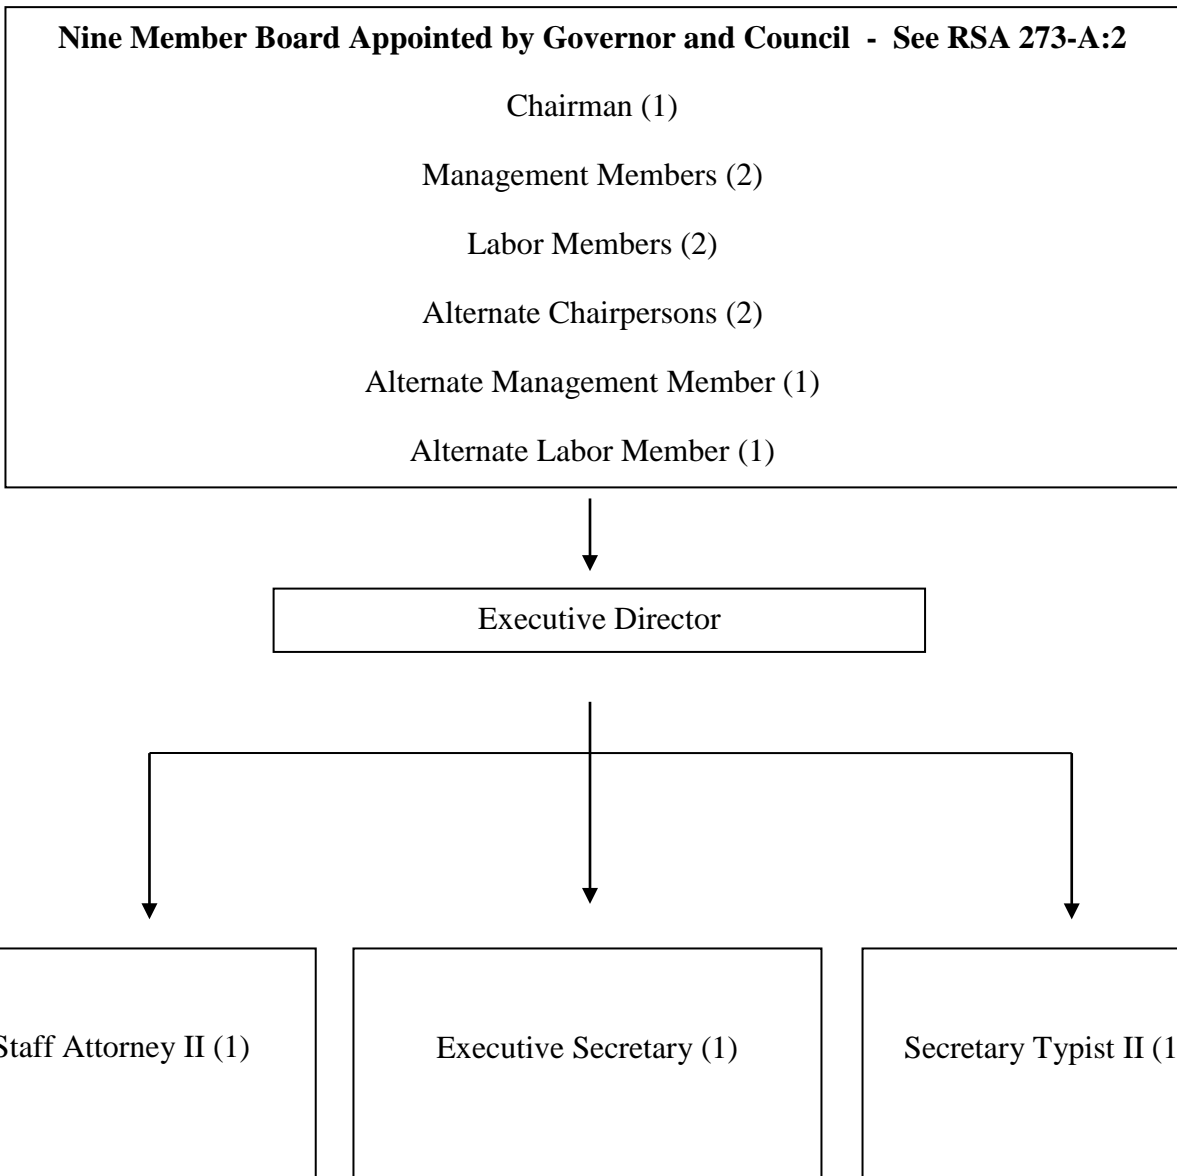 Nine Member Board Appointed by Governor and Council - See RSA 273-A:2
Chairman (1)
Management Members (2)
Labor Members (2)
Alternate Chairpersons (2)
Alternate Management Member (1)
Alternate Labor Member (1)
Executive Director
Staff Attorney II (1)
Executive Secretary (1)
Secretary Typist II (1